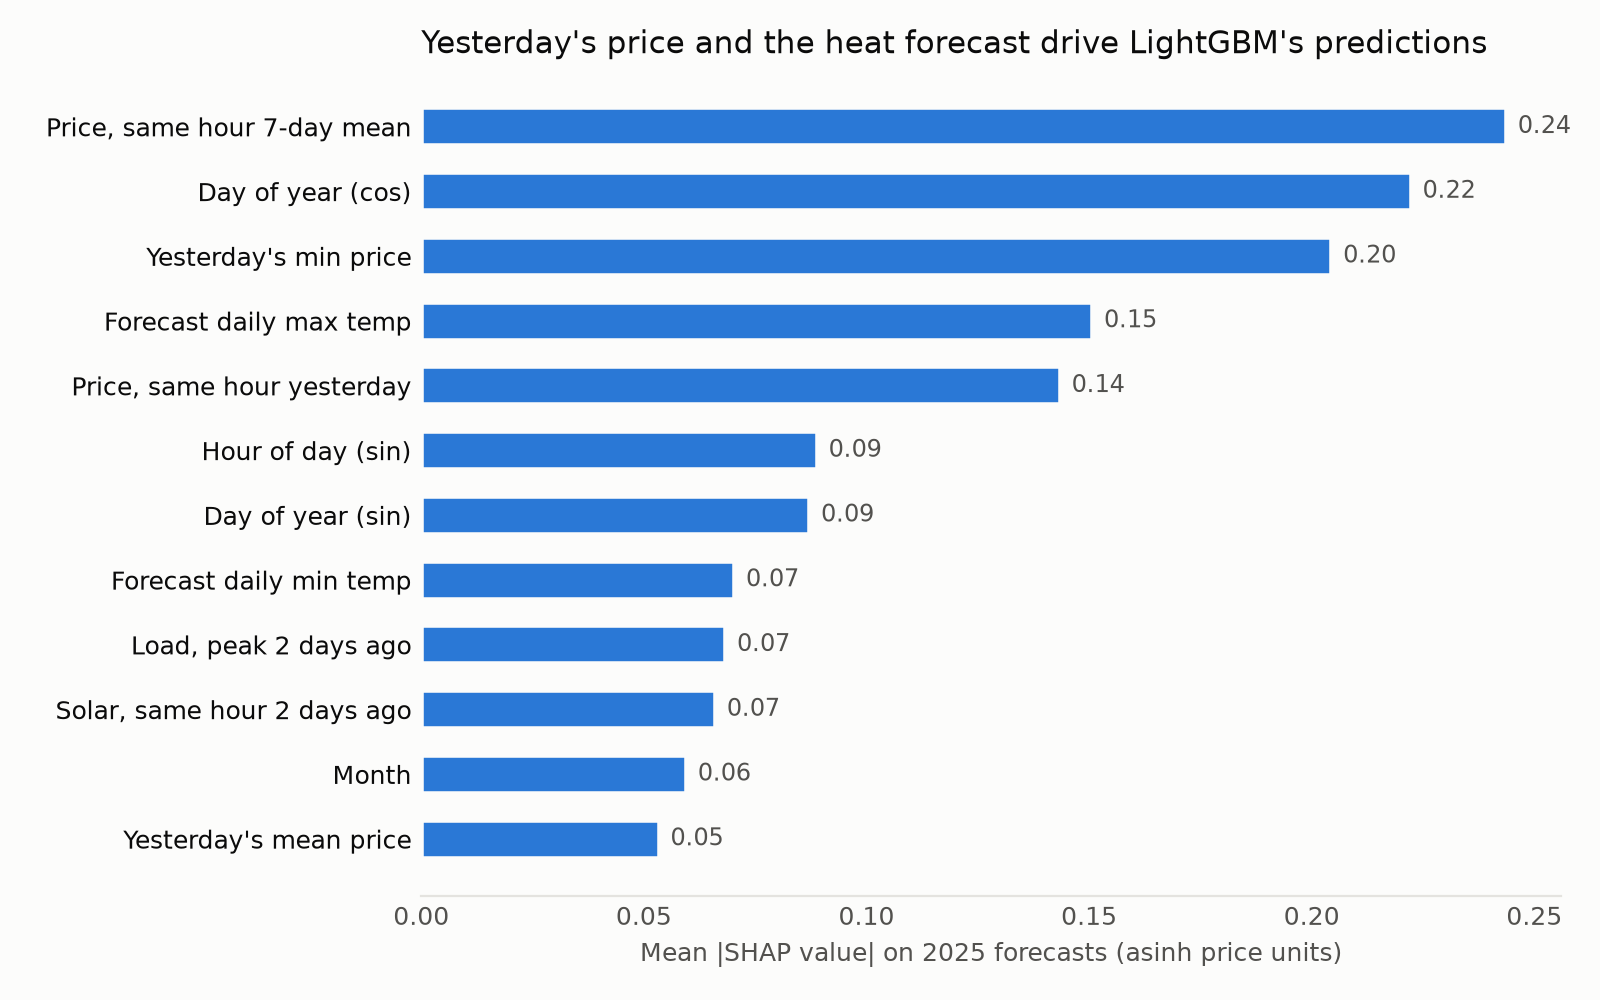 Yesterday's price and the heat forecast drive LightGBM's predictions
Price, same hour 7-day mean 0.24
Day of year (cos) 0.22
Yesterday's min price 0.20
Forecast daily max temp 0.15
Price, same hour yesterday 0.14
Hour of day (sin) 0.09
Day of year (sin) 0.09
Forecast daily min temp 0.07
Load, peak 2 days ago 0.07
Solar, same hour 2 days ago 0.07
Month 0.06
Yesterday's mean price 0.05
0.00 0.05 0.10 0.15 0.20 0.25
Mean |SHAP value| on 2025 forecasts (asinh price units)